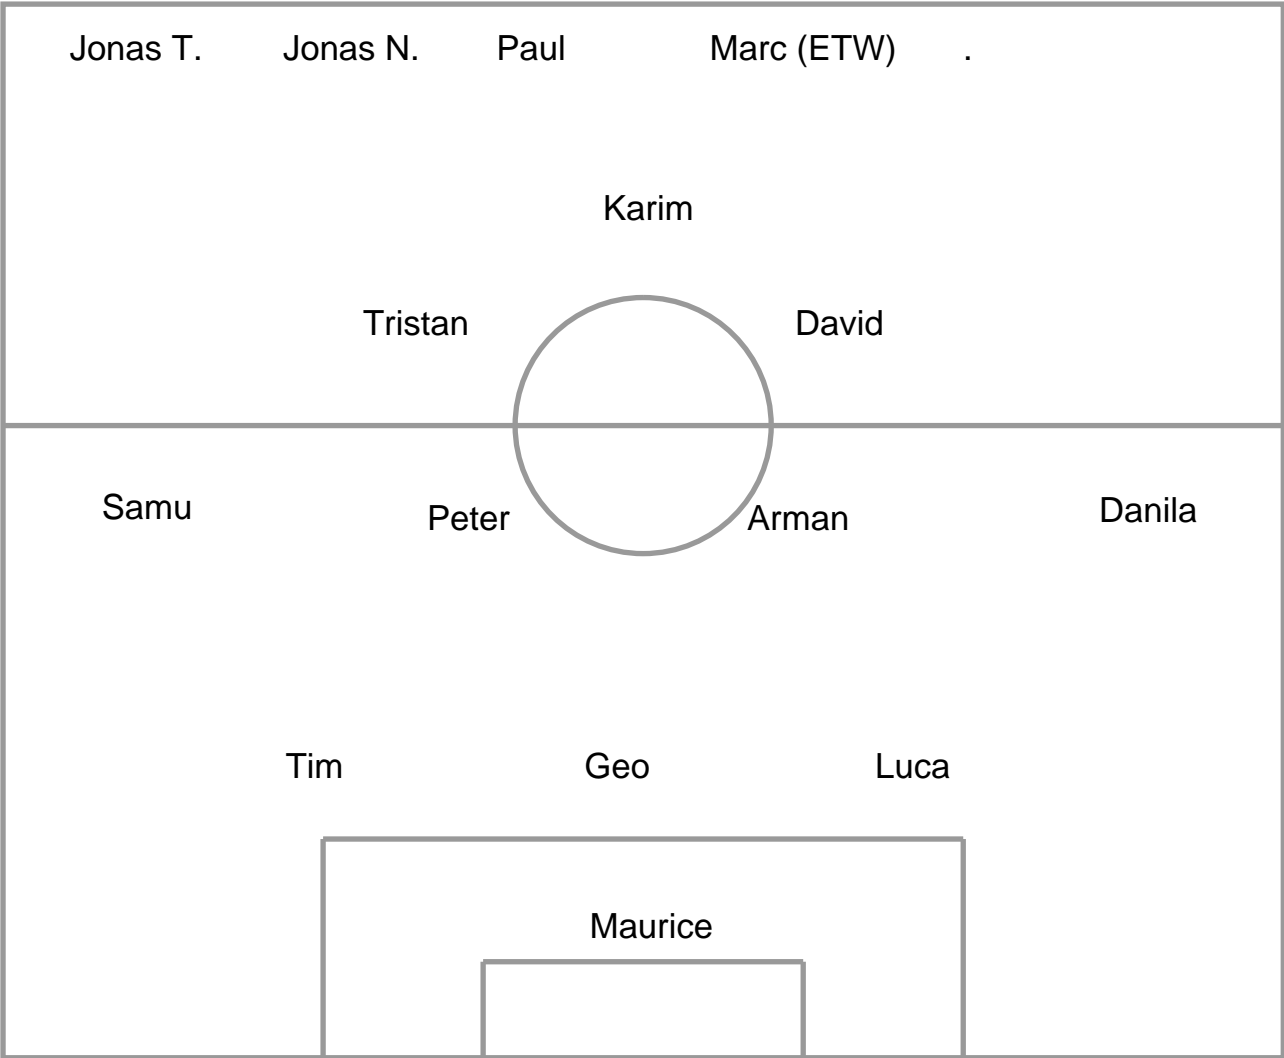 Jonas T. Jonas N. Paul Marc (ETW) .
Karim
Tristan David
Samu Peter Arman Danila
Tim Geo Luca
Maurice